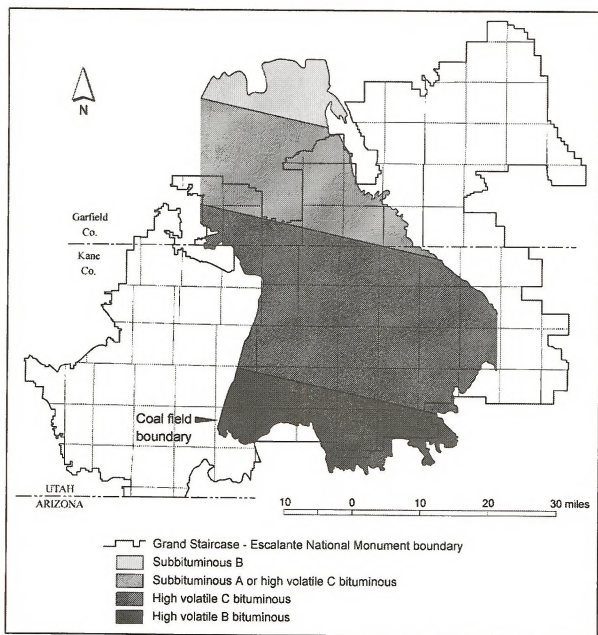 N
Garfield
Co.
Kane
Co.
Coal field
boundary
UTAH
ARIZONA
10 0 10 20 30 miles
Grand Staircase - Escalante National Monument boundary
Subbituminous B
Subbituminous A or high volatile C bituminous
High volatile C bituminous
High volatile B bituminous